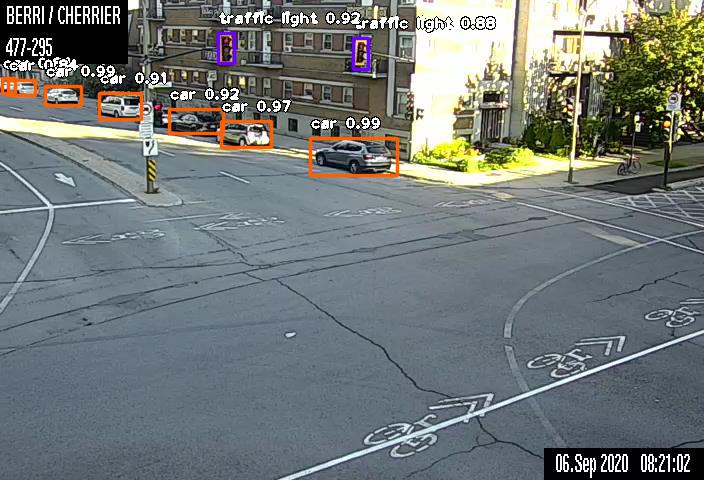 BERRI / CHERRIER
477-295
traffic light 0.92
traffic light 0.88
car 0.99
car 0.91
car 0.92
car 0.97
car 0.99
06.Sep 2020 08:21:02